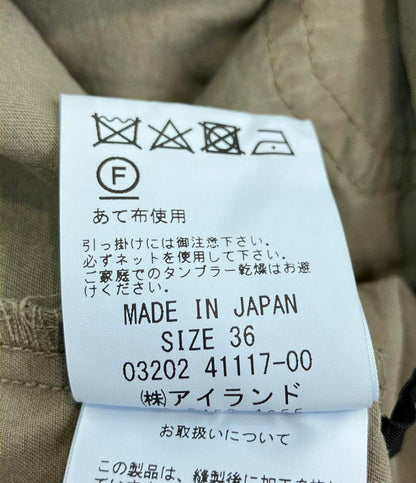 F
あて布使用
引っ掛けには御注意下さい。
必ずネットを使用して下さい。
ご家庭でのタンブラー乾燥はお避
けください。
MADE IN JAPAN
SIZE 36
03202 41117-00
㈱アイランド
お取扱いについて
この製品は、縫製後に加工を施し